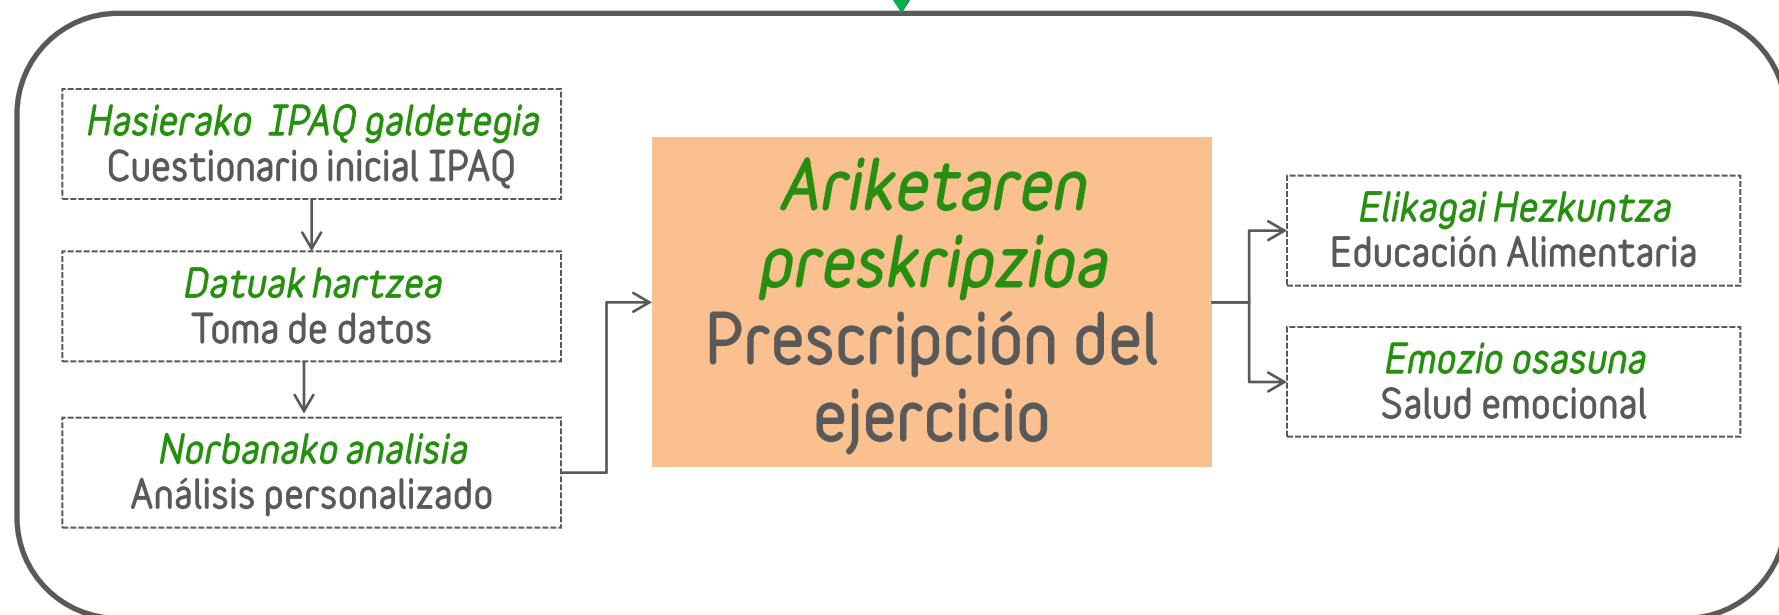 Hasierako IPAQ galdetegia
Cuestionario inicial IPAQ
Datuak hartzea
Toma de datos
Norbanako analisia
Análisis personalizado
Ariketaren
preskripzioa
Prescripción del
ejercicio
Elikagai Hezkuntza
Educación Alimentaria
Emozio osasuna
Salud emocional